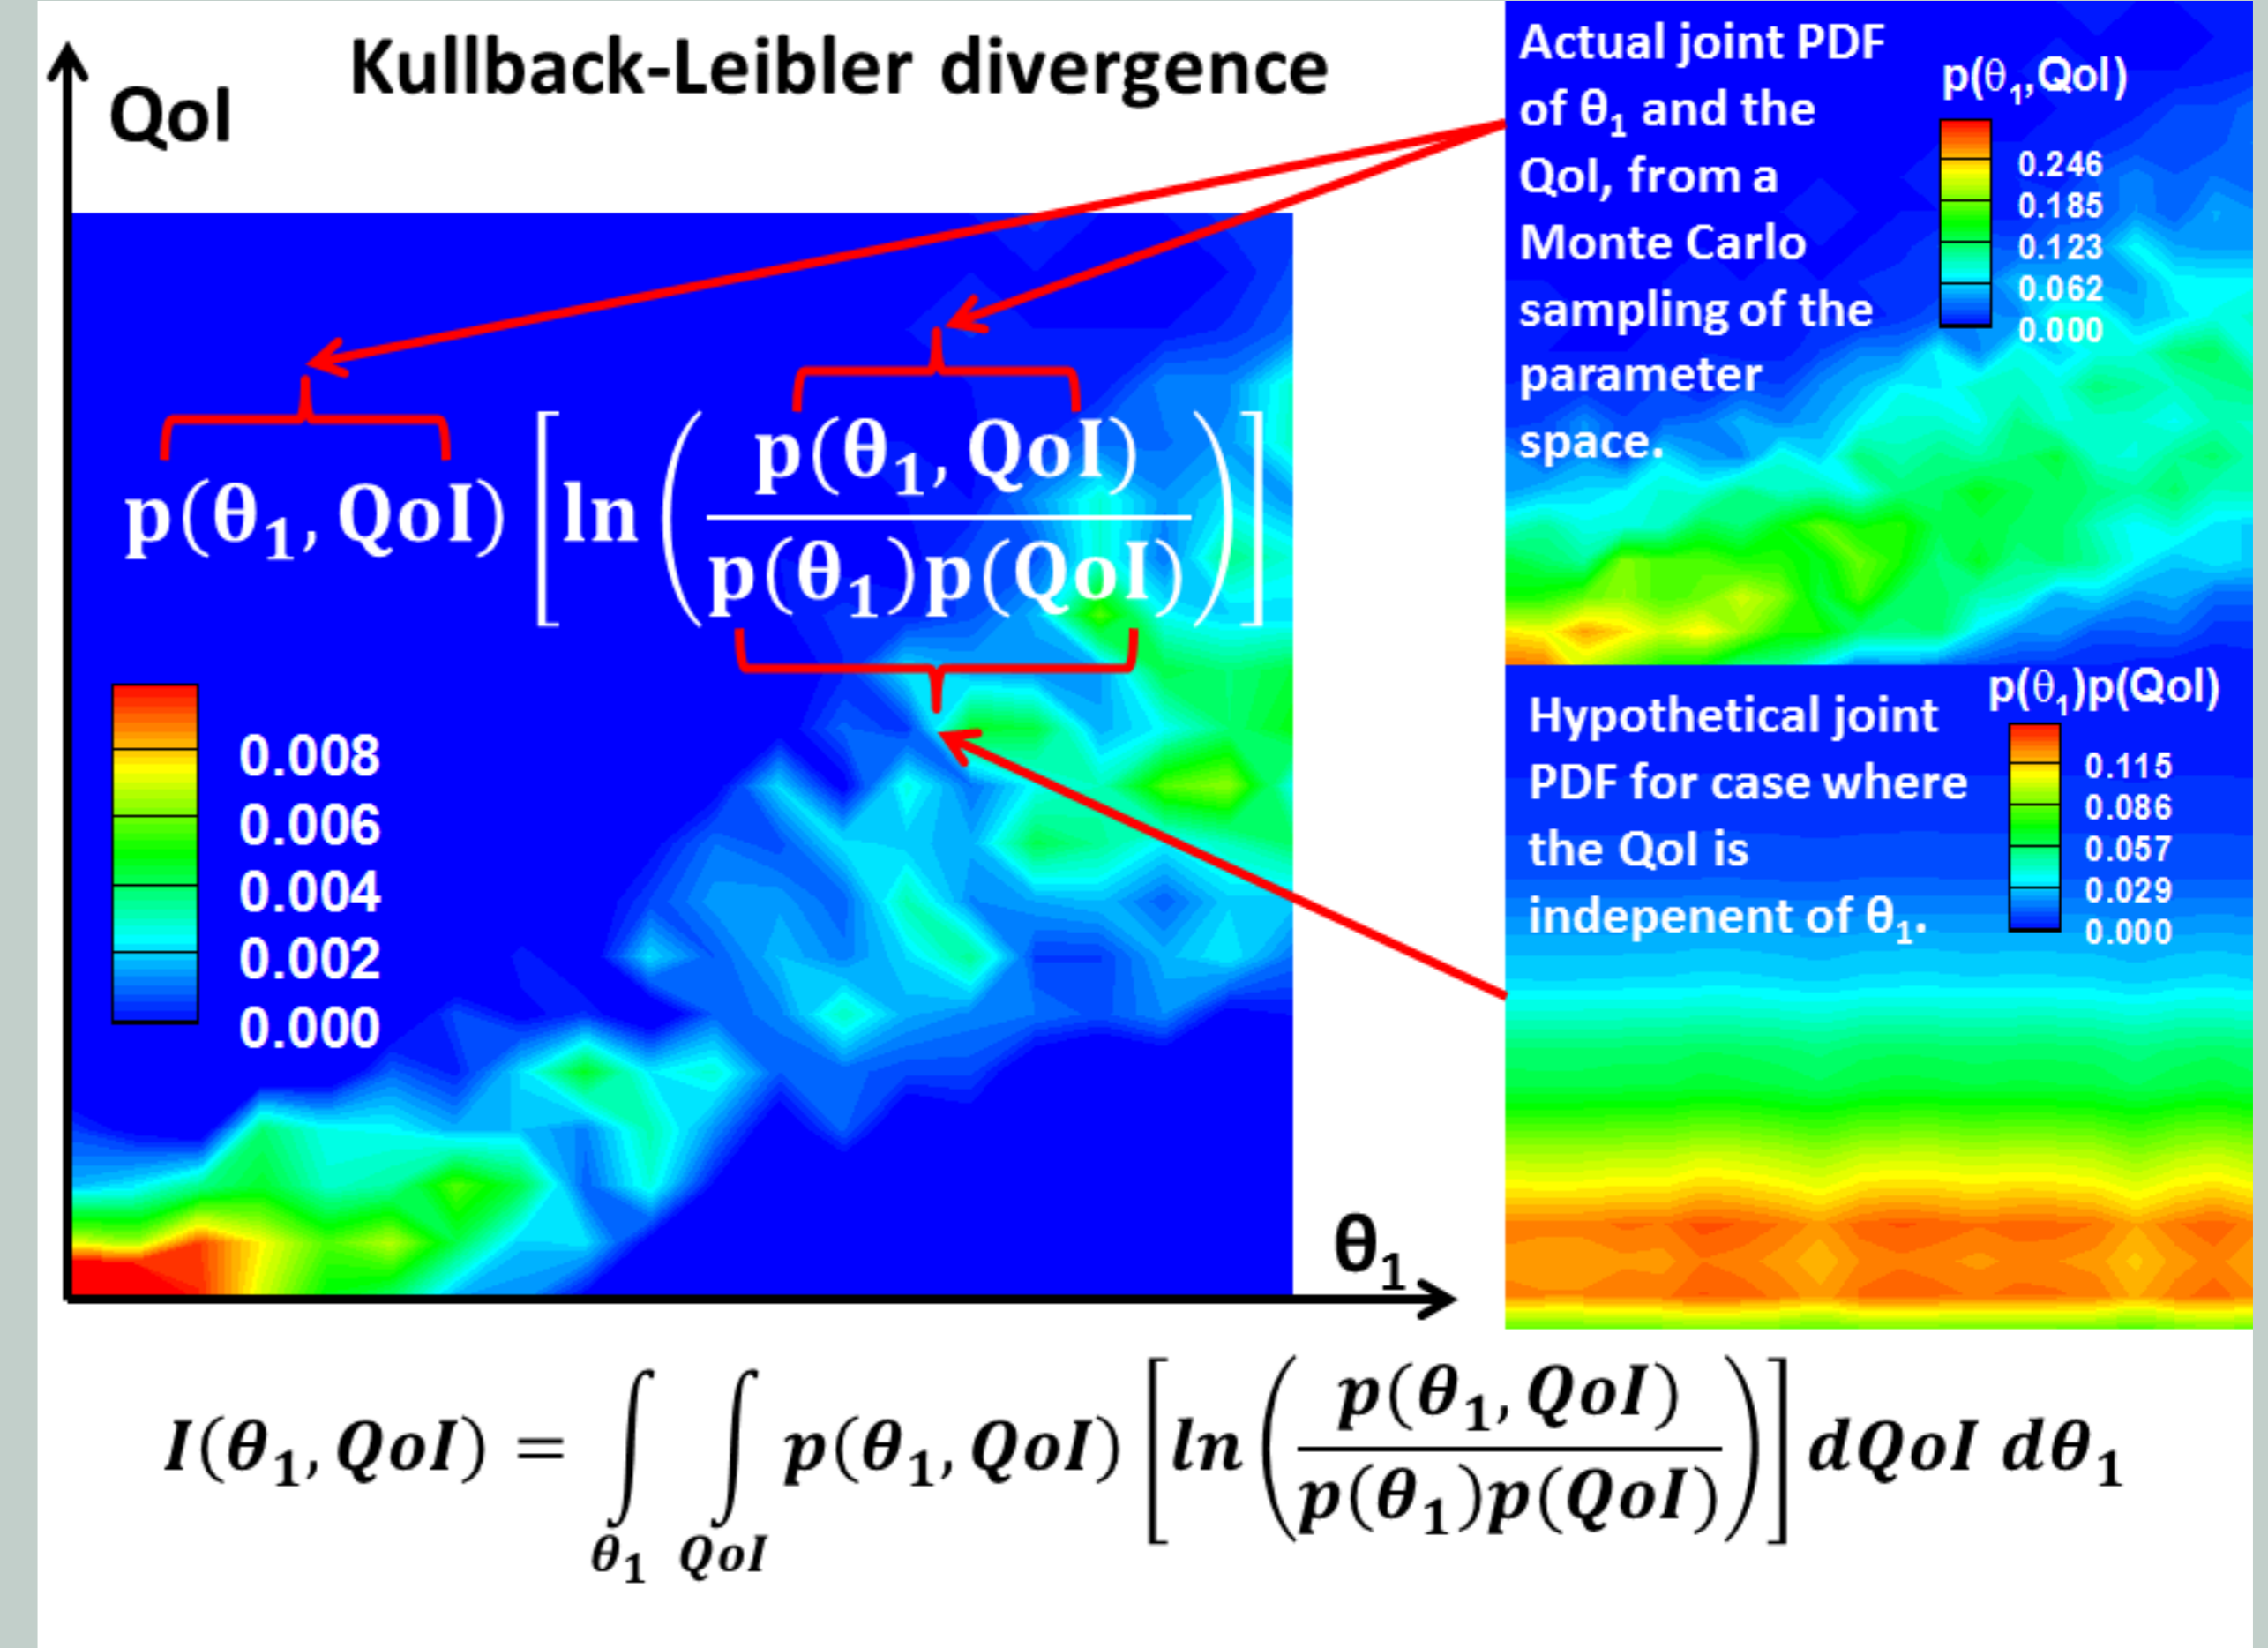 Kullback-Leibler divergence
QoI
p(θ₁, QoI) [ln (p(θ₁, QoI) / p(θ₁)p(QoI))]
0.008
0.006
0.004
0.002
0.000
θ₁
Actual joint PDF
of θ₁ and the
QoI, from a
Monte Carlo
sampling of the
parameter
space.
p(θ₁,QoI)
0.246
0.185
0.123
0.062
0.000
Hypothetical joint
PDF for case where
the QoI is
indepenent of θ₁.
p(θ₁)p(QoI)
0.115
0.086
0.057
0.029
0.000
I(θ₁, QoI) = ∫θ₁ ∫QoI p(θ₁, QoI) [ln (p(θ₁, QoI) / p(θ₁)p(QoI))] dQoI dθ₁